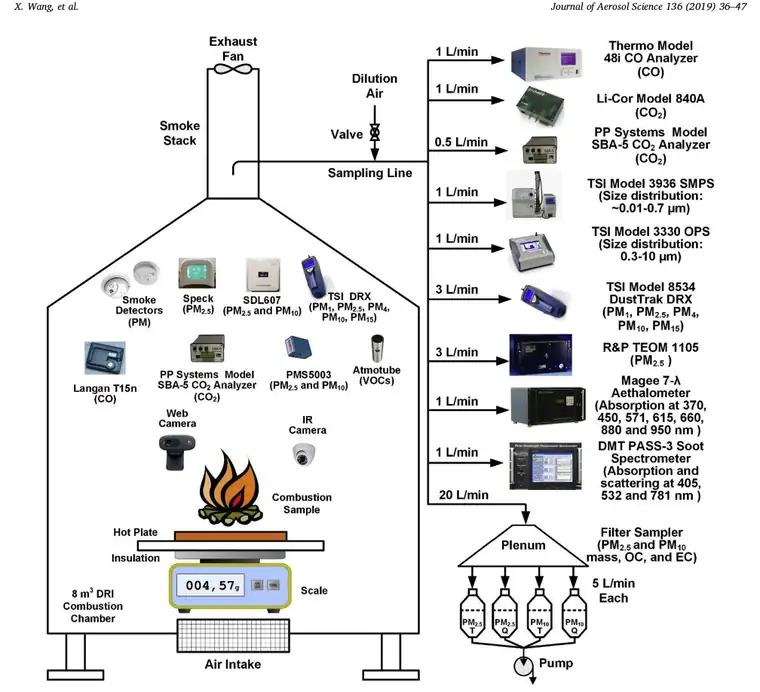 X. Wang, et al.
Journal of Aerosol Science 136 (2019) 36–47
Exhaust
Fan
Smoke
Stack
Dilution
Air
Valve
Sampling Line
1 L/min
Thermo Model
48i CO Analyzer
(CO)
1 L/min
Li-Cor Model 840A
(CO₂)
0.5 L/min
PP Systems Model
SBA-5 CO₂ Analyzer
(CO₂)
1 L/min
TSI Model 3936 SMPS
(Size distribution:
~0.01-0.7 μm)
1 L/min
TSI Model 3330 OPS
(Size distribution:
0.3-10 μm)
3 L/min
TSI Model 8534
DustTrak DRX
(PM₁, PM₂.₅, PM₄,
PM₁₀, PM₁₅)
3 L/min
R&P TEOM 1105
(PM₂.₅ )
1 L/min
Magee 7-λ
Aethalometer
(Absorption at 370,
450, 571, 615, 660,
880 and 950 nm )
1 L/min
DMT PASS-3 Soot
Spectrometer
(Absorption and
scattering at 405,
532 and 781 nm )
20 L/min
Plenum
Filter Sampler
(PM₂.₅ and PM₁₀
mass, OC, and EC)
5 L/min
Each
PM₂.₅
T
PM₂.₅
Q
PM₁₀
T
PM₁₀
Q
Pump
Smoke
Detectors
(PM)
Speck
(PM₂.₅)
SDL607
(PM₂.₅ and PM₁₀)
TSI DRX
(PM₁, PM₂.₅, PM₄,
PM₁₀, PM₁₅)
Langan T15n
(CO)
PP Systems Model
SBA-5 CO₂ Analyzer
(CO₂)
PMS5003
(PM₂.₅ and PM₁₀)
Atmotube
(VOCs)
Web
Camera
IR
Camera
Combustion
Sample
Hot Plate
Insulation
004,57g
Scale
8 m³ DRI
Combustion
Chamber
Air Intake